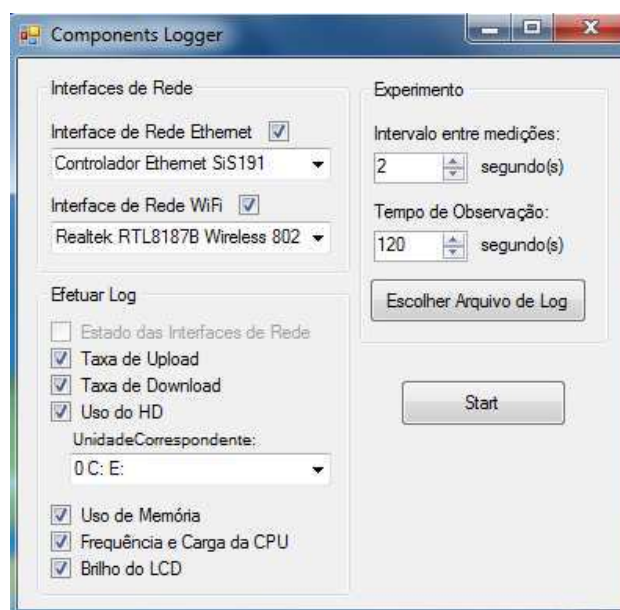 Components Logger
Interfaces de Rede
Interface de Rede Ethernet
Controlador Ethernet SiS191
Interface de Rede WiFi
Realtek RTL8187B Wireless 802
Efetuar Log
Estado das Interfaces de Rede
Taxa de Upload
Taxa de Download
Uso do HD
UnidadeCorrespondente:
0 C: E:
Uso de Memória
Frequência e Carga da CPU
Brilho do LCD
Experimento
Intervalo entre medições:
2 segundo(s)
Tempo de Observação:
120 segundo(s)
Escolher Arquivo de Log
Start